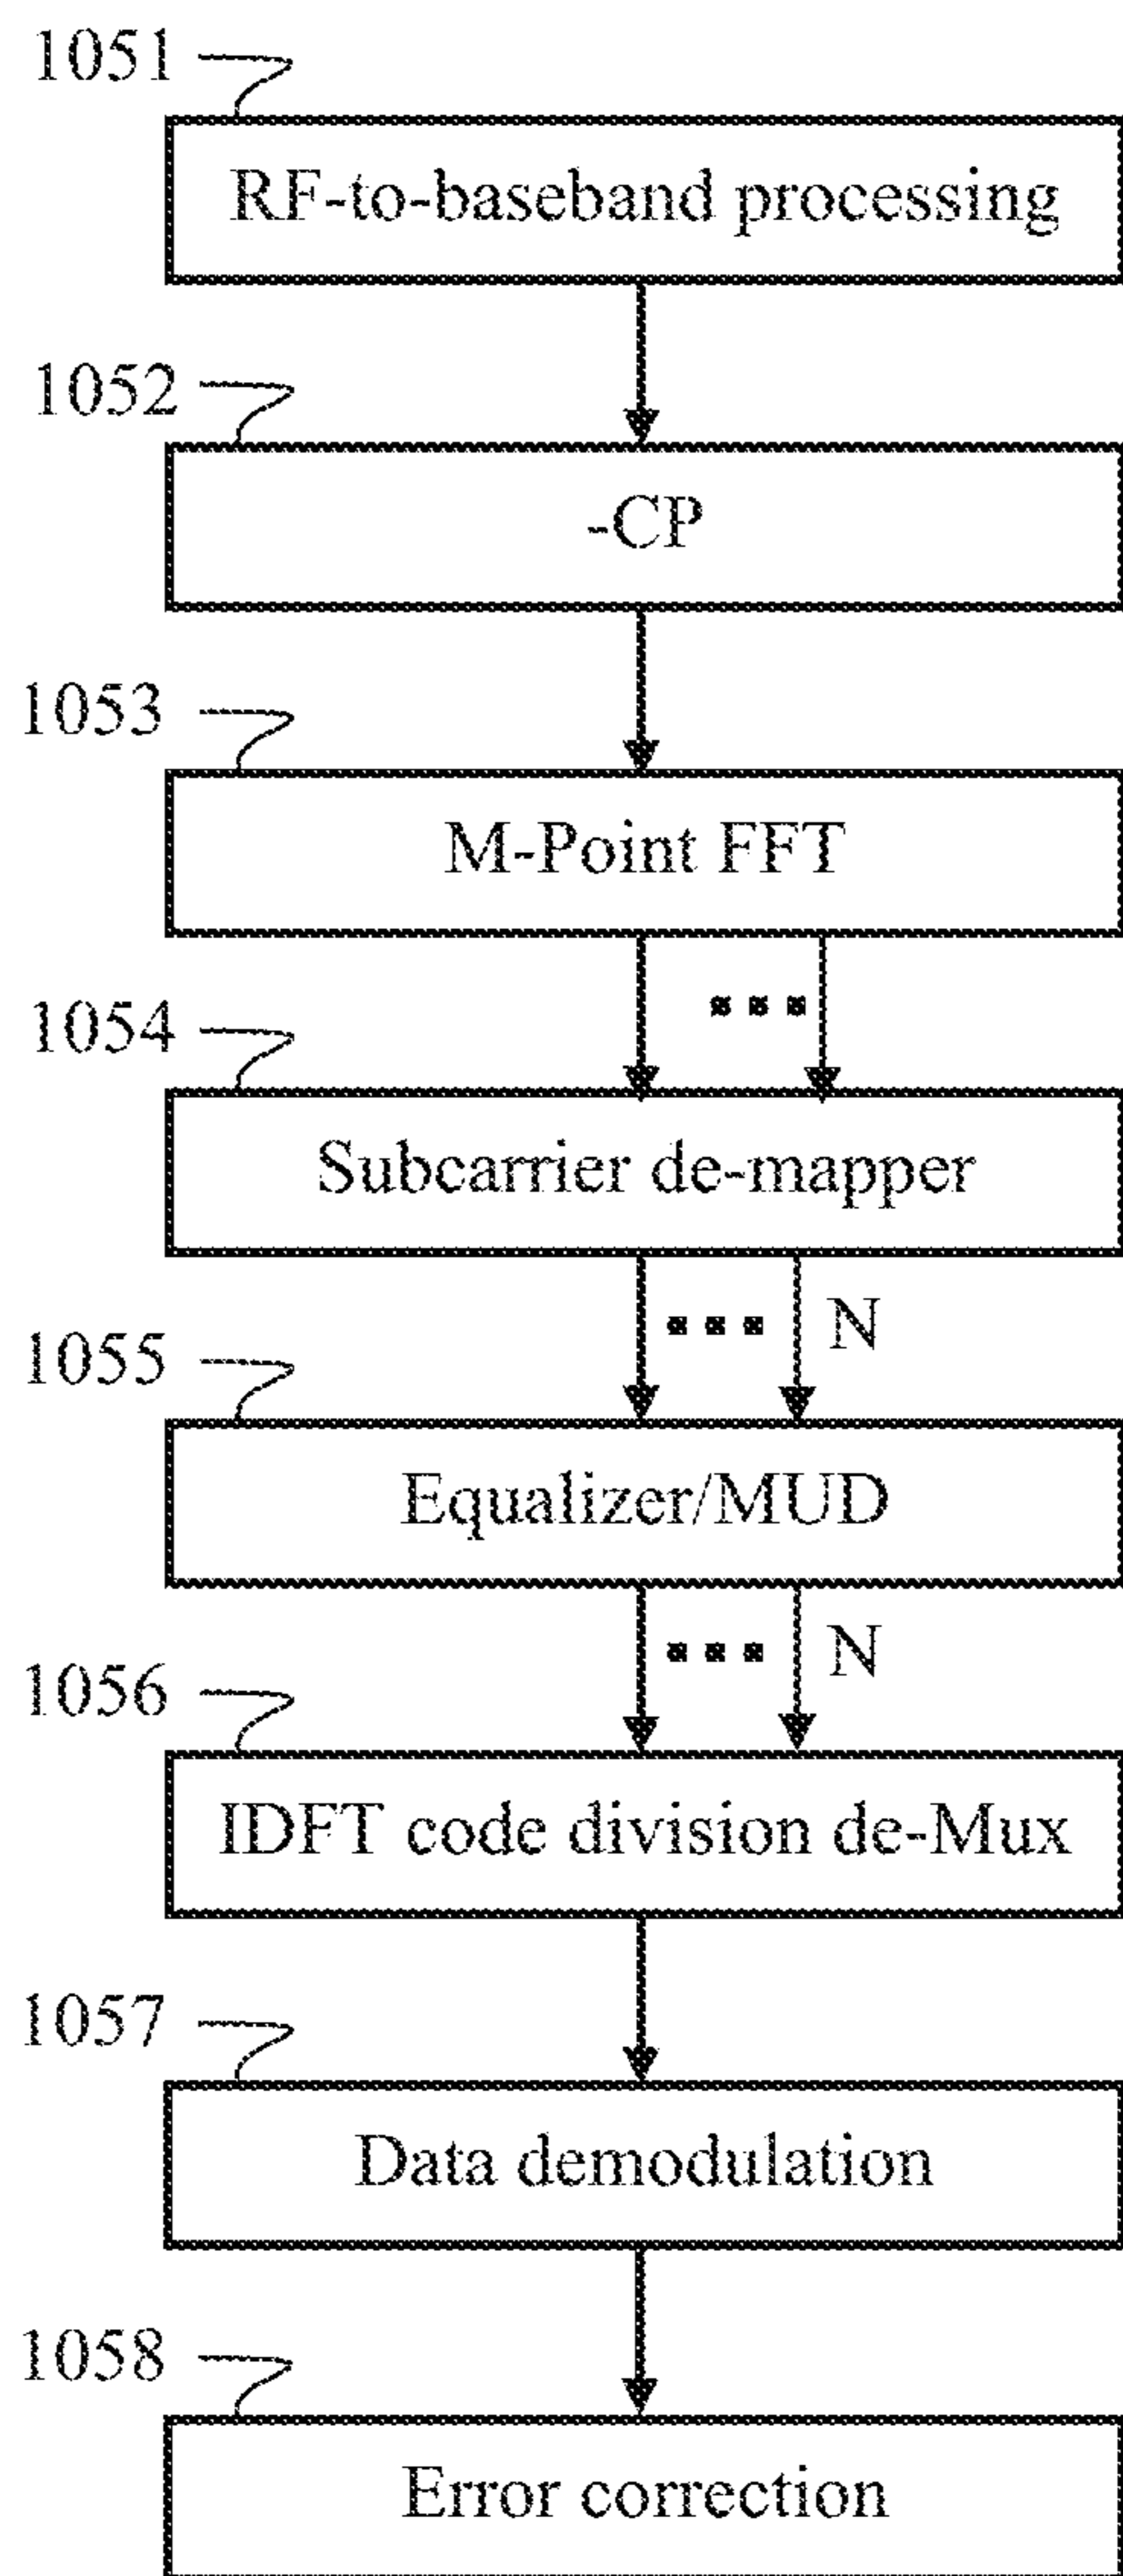 1051
RF-to-baseband processing
1052
-CP
1053
M-Point FFT
1054
Subcarrier de-mapper
N
1055
Equalizer/MUD
N
1056
IDFT code division de-Mux
1057
Data demodulation
1058
Error correction